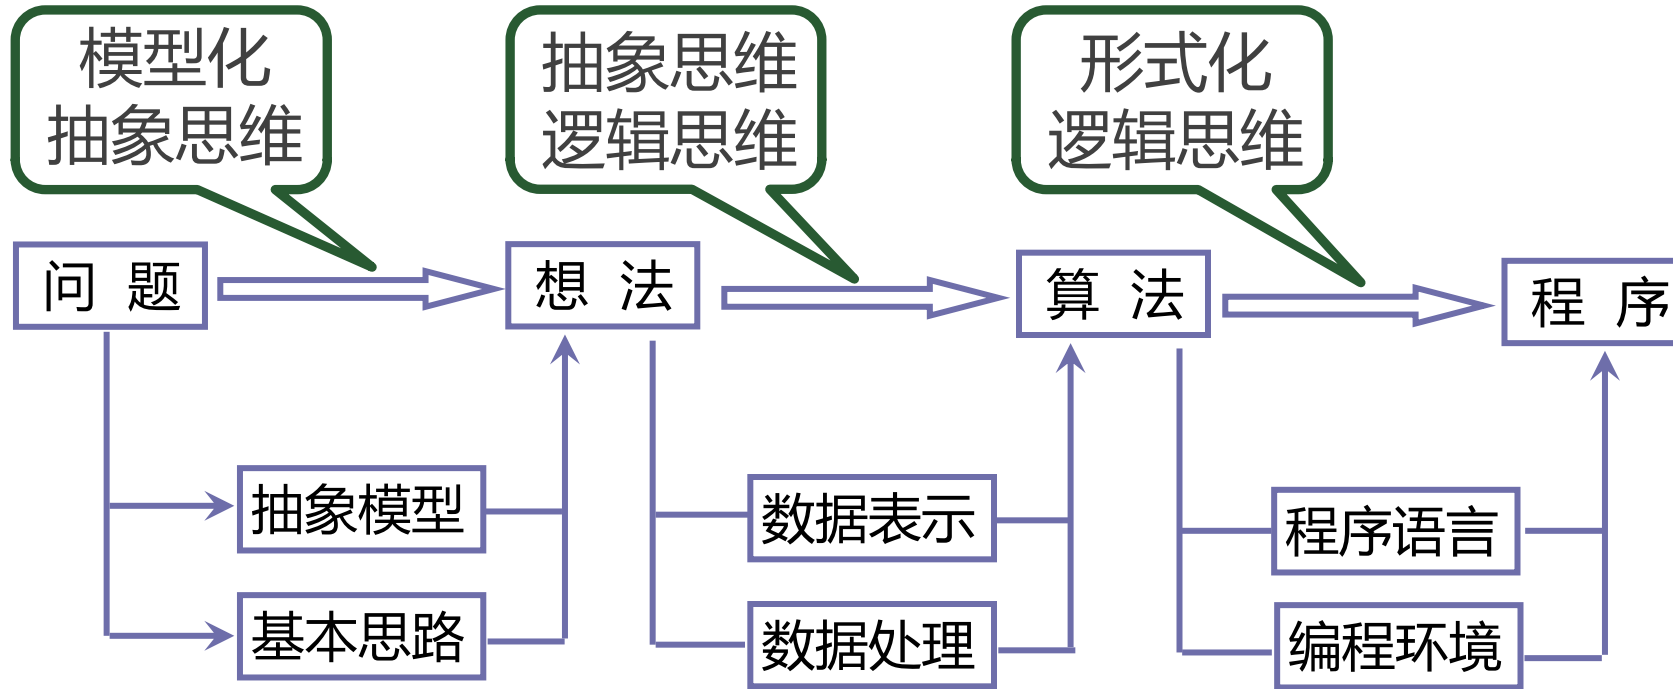 模型化
抽象思维
抽象思维
逻辑思维
形式化
逻辑思维
问 题
想 法
算 法
程 序
抽象模型
数据表示
程序语言
基本思路
数据处理
编程环境